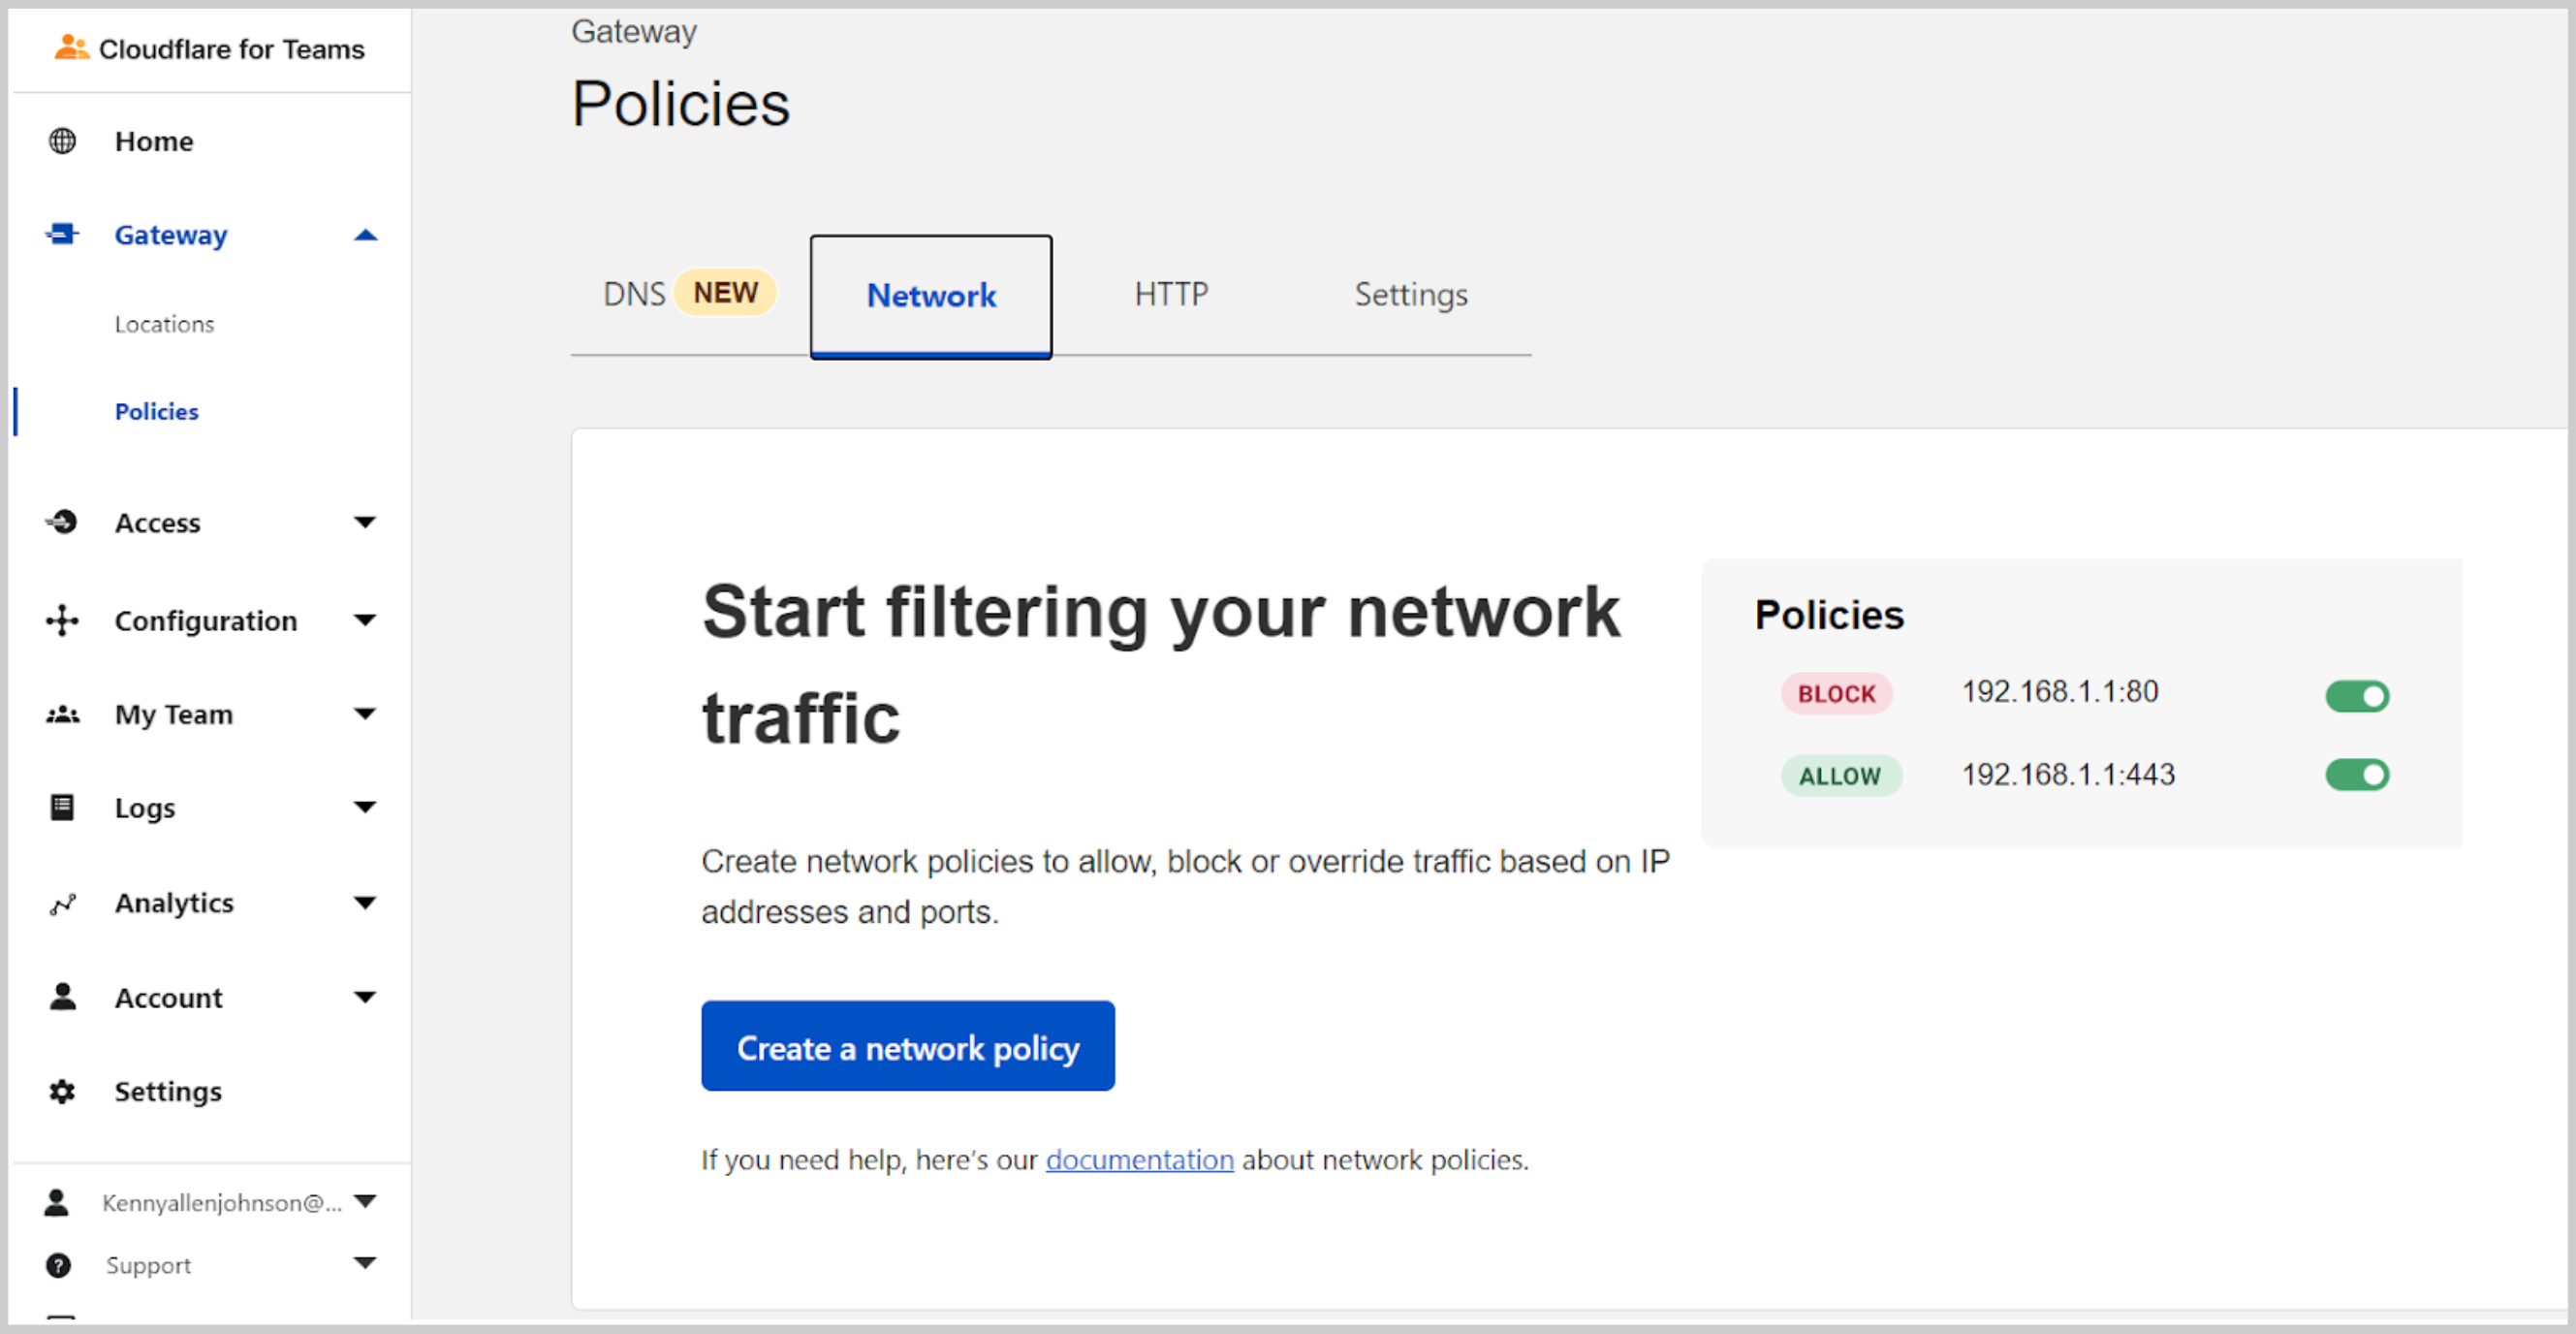 Cloudflare for Teams
Home
Gateway
Locations
Policies
Access
Configuration
My Team
Logs
Analytics
Account
Settings
Kennyallenjohnson@...
Support
Gateway
Policies
DNS NEW Network HTTP Settings
Start filtering your network
traffic
Create network policies to allow, block or override traffic based on IP
addresses and ports.
Create a network policy
If you need help, here's our documentation about network policies.
Policies
BLOCK 192.168.1.1:80
ALLOW 192.168.1.1:443